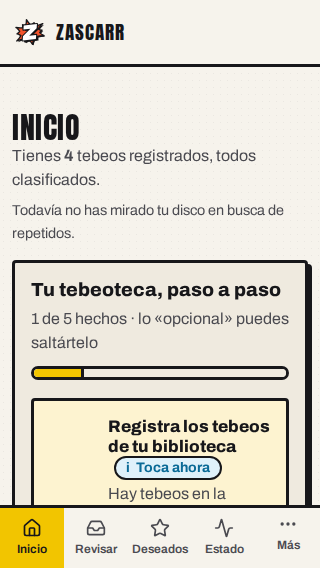 ZASCARR
INICIO
Tienes 4 tebeos registrados, todos
clasificados.
Todavía no has mirado tu disco en busca de
repetidos.
Tu tebeoteca, paso a paso
1 de 5 hechos · lo «opcional» puedes
saltártelo
Registra los tebeos
de tu biblioteca
i Toca ahora
Hay tebeos en la
Inicio
Revisar
Deseados
Estado
Más